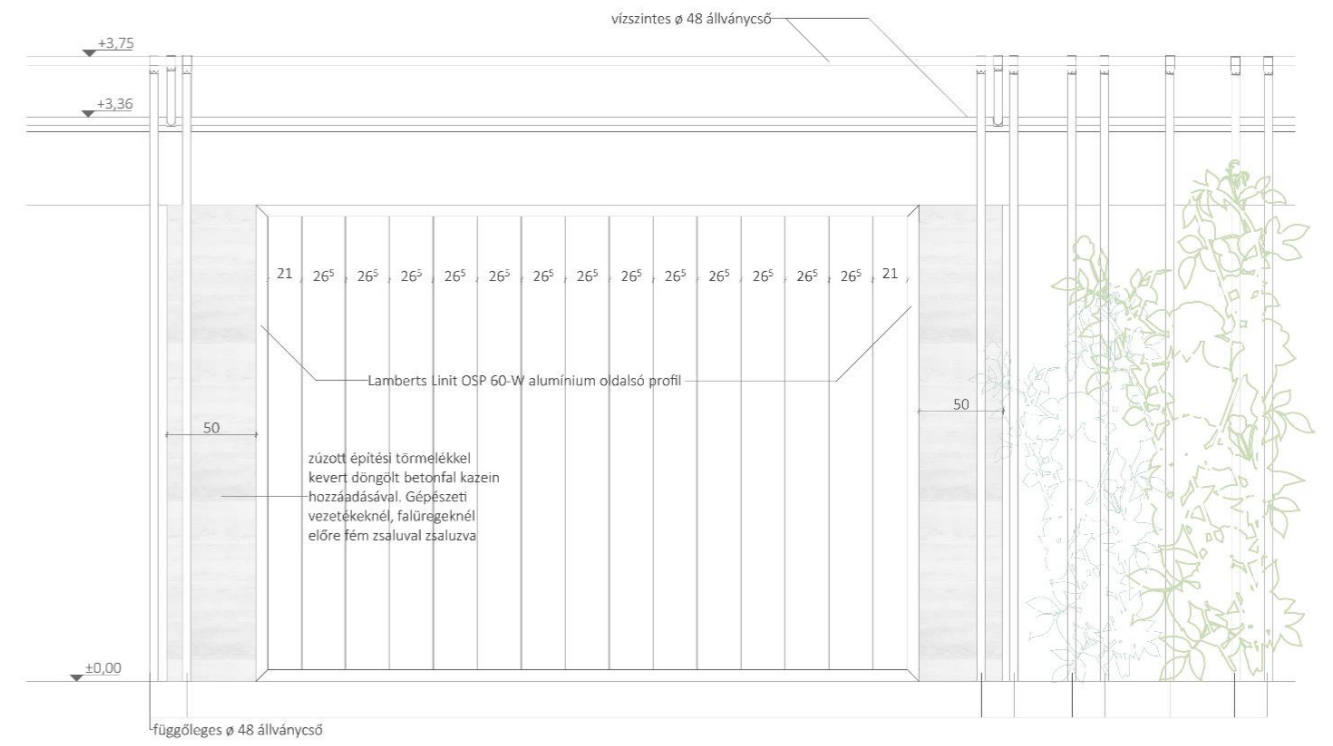 vízszintes ø 48 állványcső
+3,75
+3,36
21 26⁵ 26⁵ 26⁵ 26⁵ 26⁵ 26⁵ 26⁵ 26⁵ 26⁵ 26⁵ 26⁵ 26⁵ 26⁵ 21
Lamberts Linit OSP 60-W alumínium oldalsó profil
50
50
zúzott építési törmelékkel
kevert döngölt betonfal kazein
hozzáadásával. Gépészeti
vezetékeknél, falüregeknél
előre fém zsaluval zsaluzva
±0,00
függőleges ø 48 állványcső